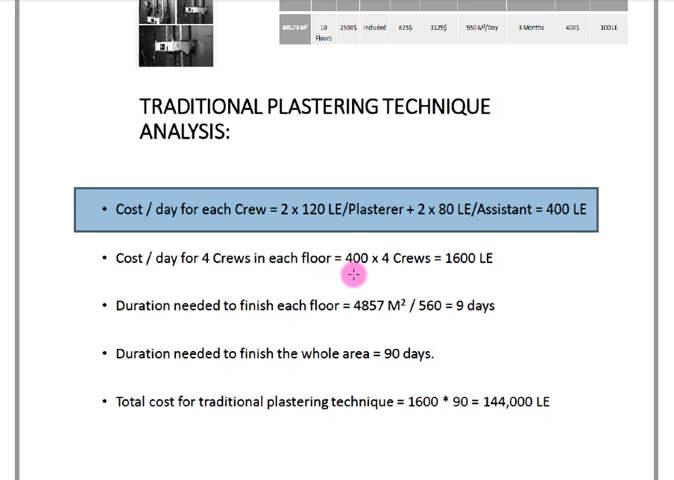 48574 M² 10 Floors 2500$ Included 625$ 3125$ 550 M²/Day 3 Months 400$ 100 LE
TRADITIONAL PLASTERING TECHNIQUE
ANALYSIS:
• Cost / day for each Crew = 2 x 120 LE/Plasterer + 2 x 80 LE/Assistant = 400 LE
• Cost / day for 4 Crews in each floor = 400 x 4 Crews = 1600 LE
• Duration needed to finish each floor = 4857 M² / 560 = 9 days
• Duration needed to finish the whole area = 90 days.
• Total cost for traditional plastering technique = 1600 * 90 = 144,000 LE